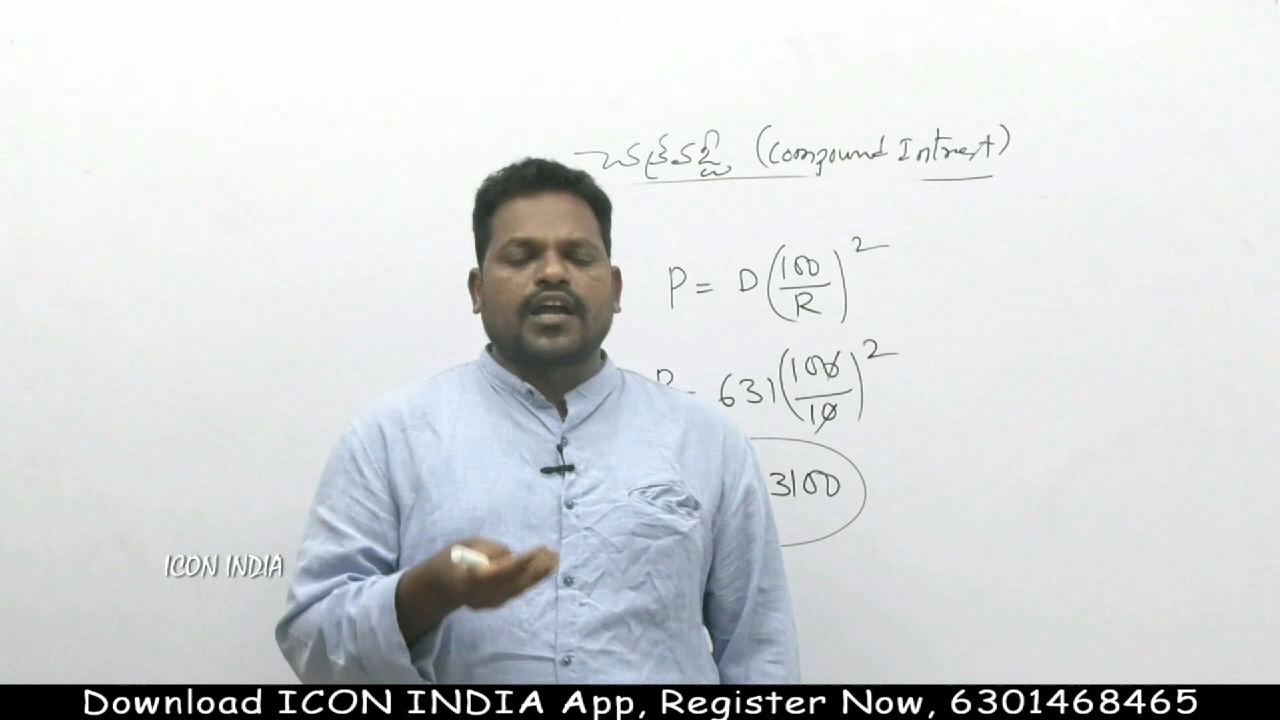 చక్రవడ్డి (Compound Interest)
P = D (100/R)²
P 631 (100/10)²
3100
ICON INDIA
Download ICON INDIA App, Register Now, 6301468465